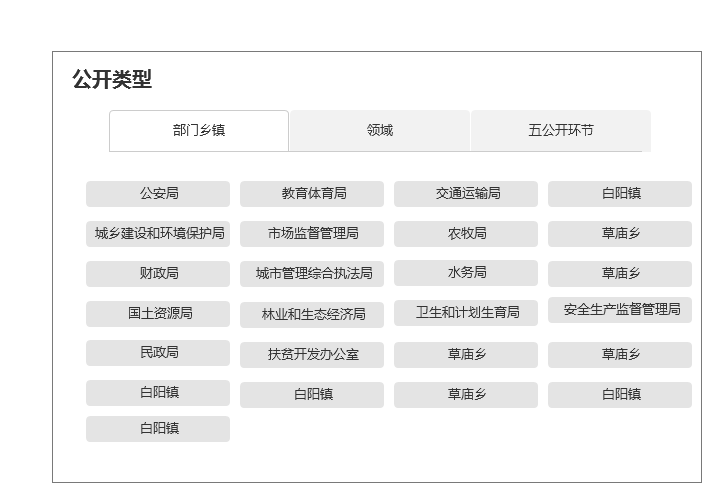 公开类型
部门乡镇 领域 五公开环节
公安局 教育体育局 交通运输局 白阳镇
城乡建设和环境保护局 市场监督管理局 农牧局 草庙乡
财政局 城市管理综合执法局 水务局 草庙乡
国土资源局 林业和生态经济局 卫生和计划生育局 安全生产监督管理局
民政局 扶贫开发办公室 草庙乡 草庙乡
白阳镇 白阳镇 草庙乡 白阳镇
白阳镇